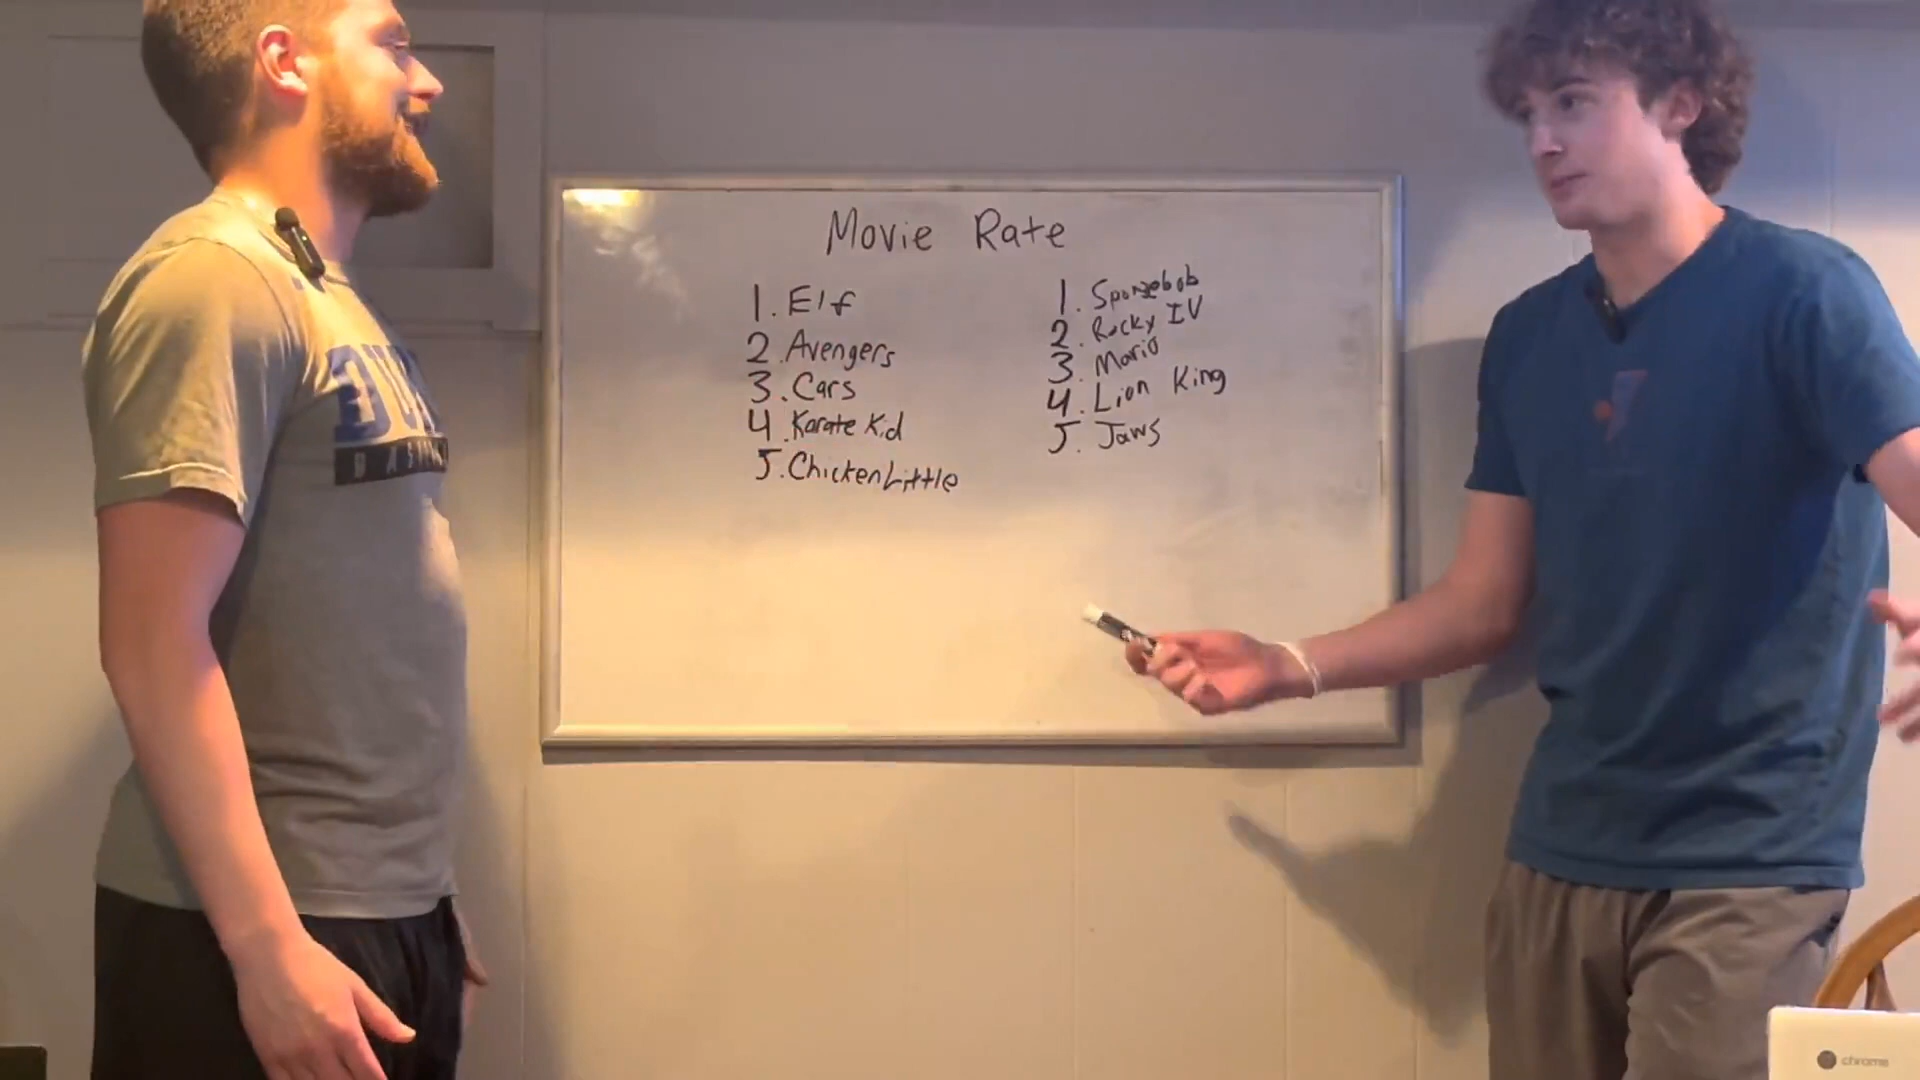 Movie Rate
1. Elf
2. Avengers
3. Cars
4. Karate Kid
5. Chicken Little
1. Spongebob
2. Rocky IV
3. Mario
4. Lion King
5. Jaws
chrome